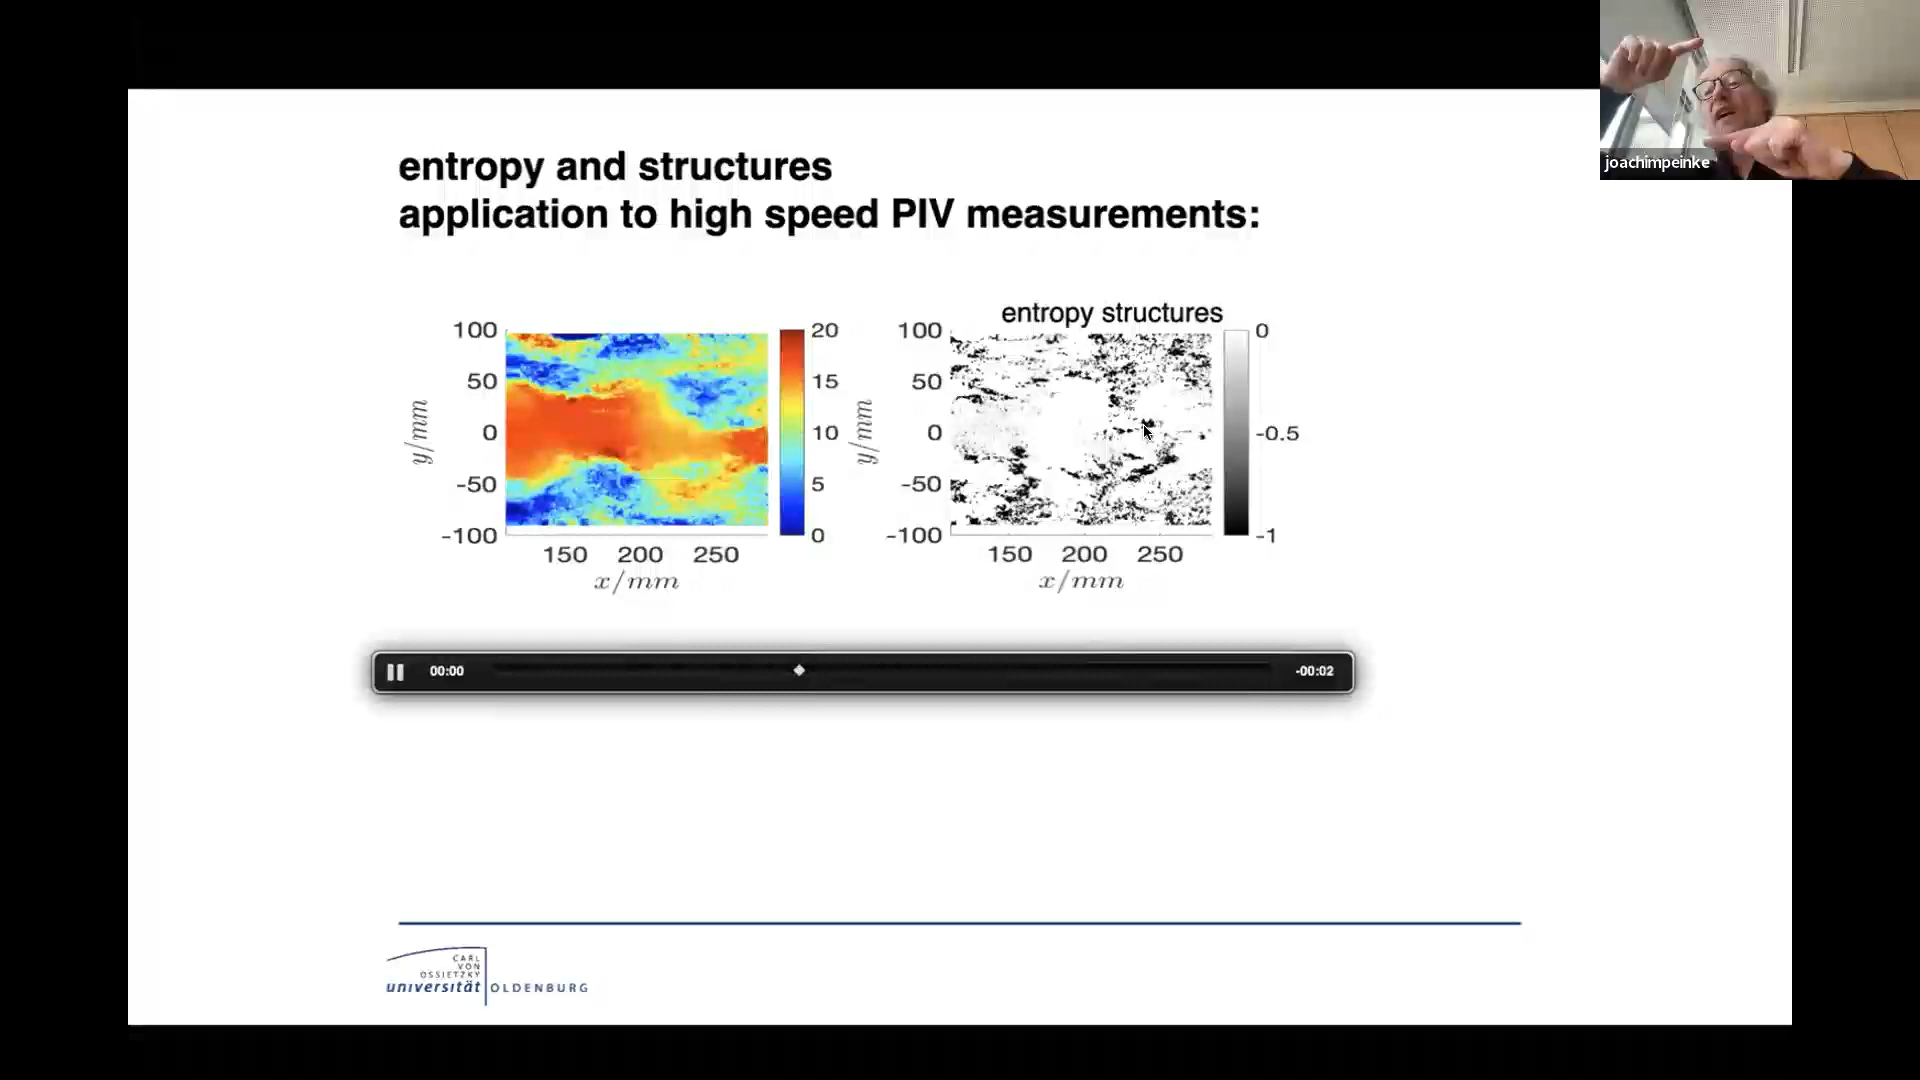 joachimpeinke
entropy and structures
application to high speed PIV measurements:
entropy structures
100
50
0
-50
-100
y/mm
150 200 250
x/mm
20
15
10
5
0
100
50
0
-50
-100
y/mm
150 200 250
x/mm
0
-0.5
-1
00:00
-00:02
CARL
VON
OSSIETZKY
universität OLDENBURG